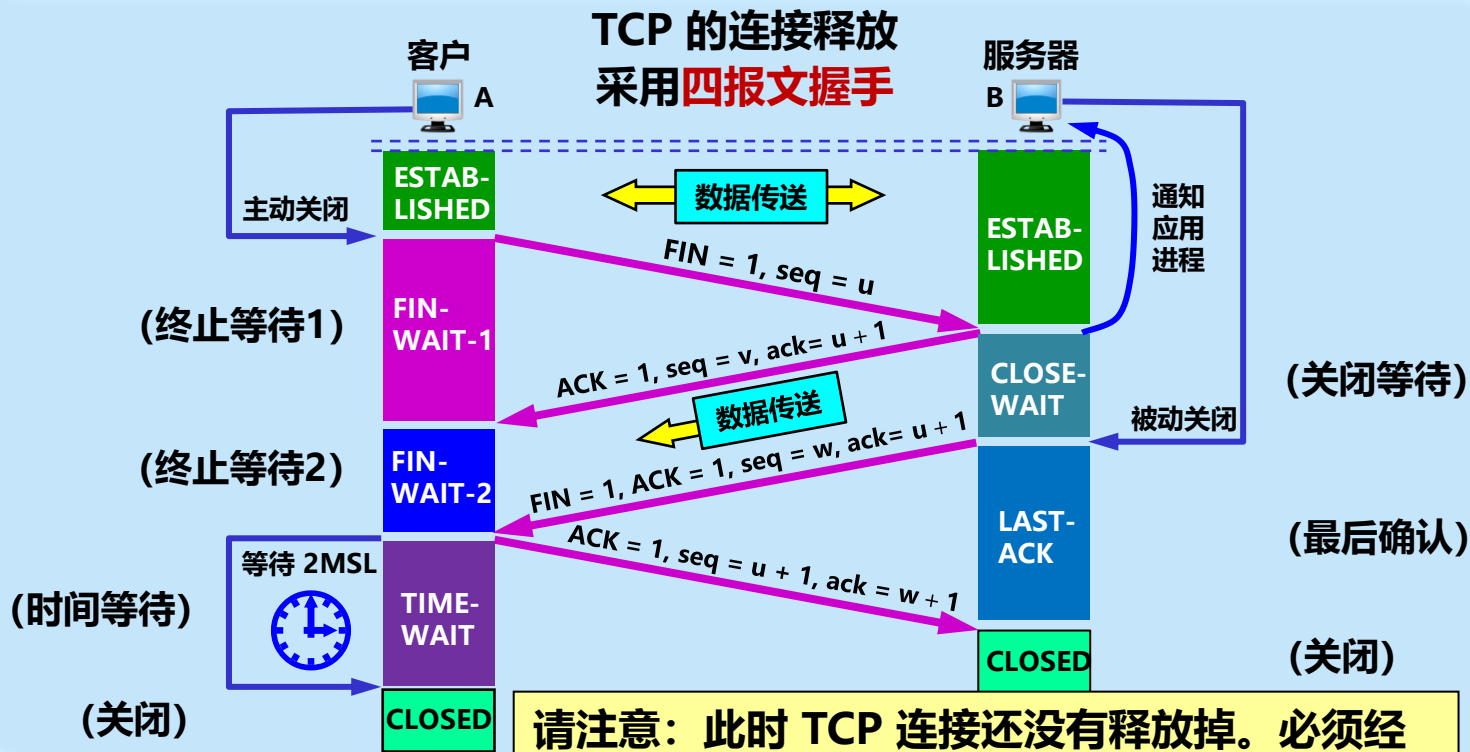 TCP 的连接释放
采用四报文握手
客户
服务器
A
B
ESTAB-
LISHED
数据传送
主动关闭
ESTAB-
LISHED
通知
应用
进程
FIN = 1, seq = u
(终止等待1)
FIN-
WAIT-1
ACK = 1, seq = v, ack= u + 1
CLOSE-
WAIT
(关闭等待)
数据传送
被动关闭
(终止等待2)
FIN-
WAIT-2
FIN = 1, ACK = 1, seq = w, ack= u + 1
LAST-
ACK
(最后确认)
ACK = 1, seq = u + 1, ack = w + 1
等待 2MSL
(时间等待)
TIME-
WAIT
CLOSED
(关闭)
(关闭)
CLOSED
请注意：此时 TCP 连接还没有释放掉。必须经